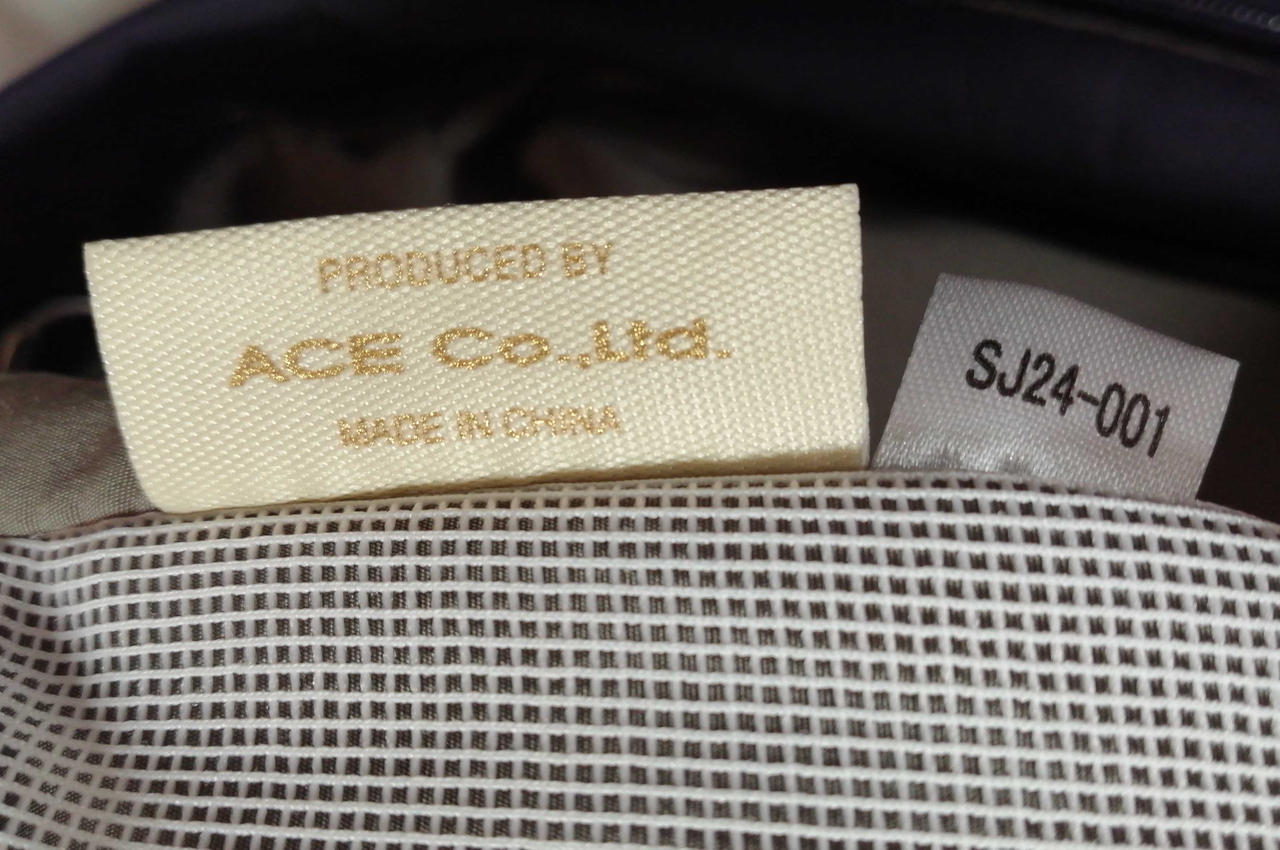 PRODUCED BY
ACE Co.,Ltd.
MADE IN CHINA
SJ24-001